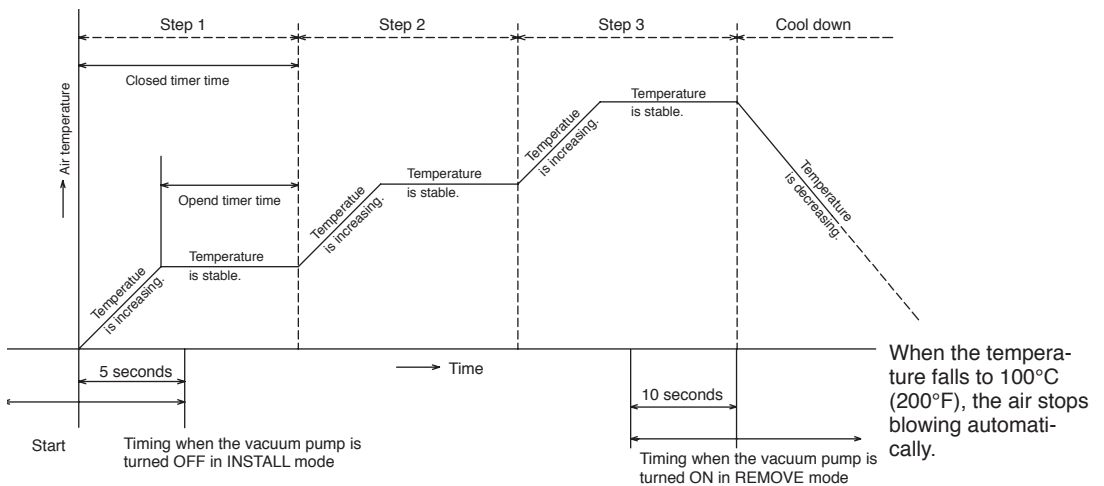 Step 1
Step 2
Step 3
Cool down
Closed timer time
Air temperature
Opend timer time
Temperatue
is increasing.
Temperature
is stable.
Temperatue
is increasing.
Temperature
is stable.
Temperatue
is increasing.
Temperature
is stable.
Temperature
is decreasing.
Time
5 seconds
10 seconds
Start
Timing when the vacuum pump is
turned OFF in INSTALL mode
Timing when the vacuum pump is
turned ON in REMOVE mode
When the tempera-
ture falls to 100°C
(200°F), the air stops
blowing automati-
cally.